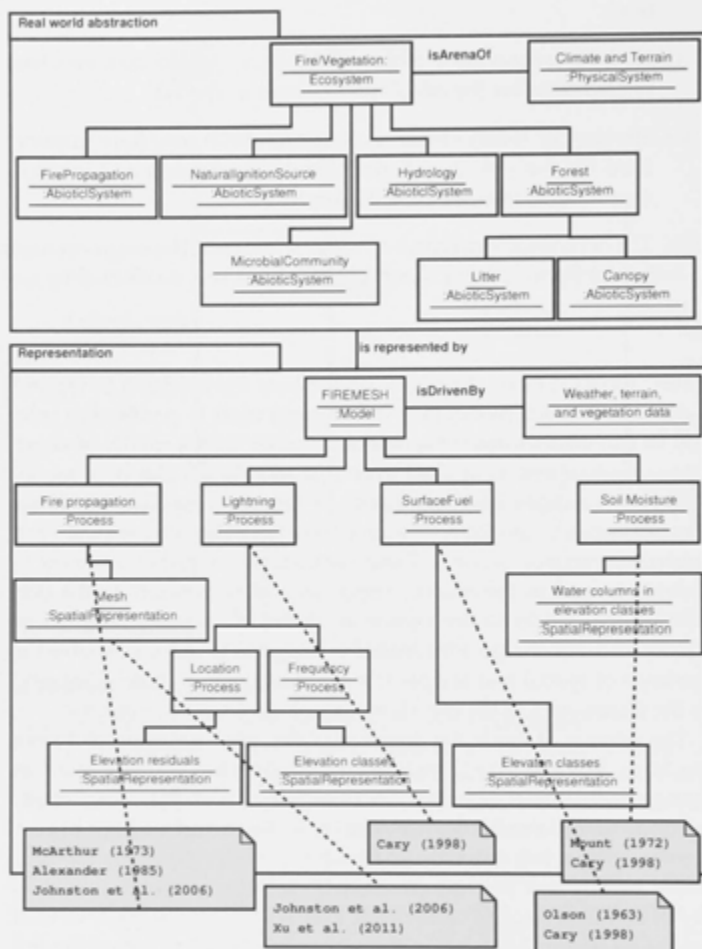 Real world abstraction
Fire/Vegetation:
Ecosystem
isArenaOf
Climate and Terrain
:PhysicalSystem
FirePropagation
:AbioticlSystem
NaturalIgnitionSource
:AbioticSystem
Hydrology
:AbioticlSystem
Forest
:AbioticSystem
MicrobialCommunity
:AbioticSystem
Litter
:AbioticSystem
Canopy
:AbioticSystem
is represented by
Representation
FIREMESH
:Model
isDrivenBy
Weather, terrain,
and vegetation data
Fire propagation
:Process
Lightning
:Process
SurfaceFuel
:Process
Soil Moisture
:Process
Mesh
:SpatialRepresentation
Water columns in
elevation classes
:SpatialRepresentation
Location
:Process
Frequency
:Process
Elevation residuals
:SpatialRepresentation
Elevation classes
:SpatialRepresentation
Elevation classes
:SpatialRepresentation
McArthur (1973)
Alexander (1985)
Johnston et al. (2006)
Cary (1998)
Mount (1972)
Cary (1998)
Johnston et al. (2006)
Xu et al. (2011)
Olson (1963)
Cary (1998)